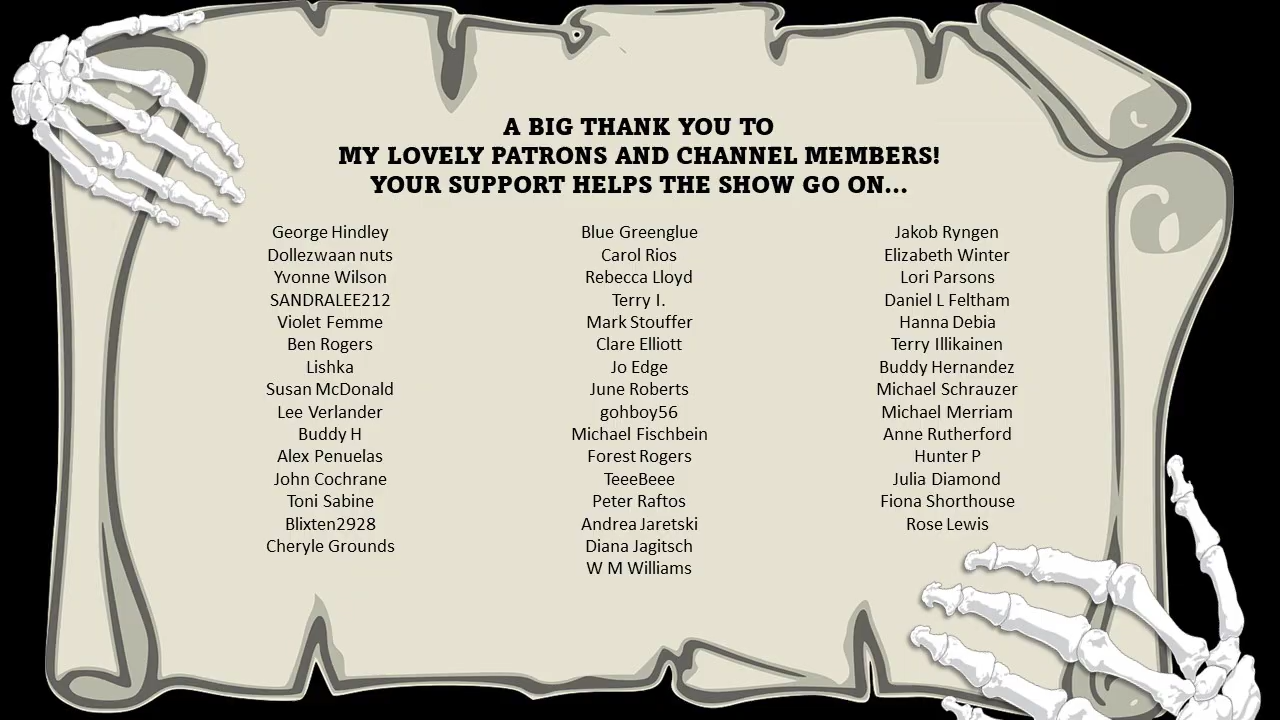 A BIG THANK YOU TO
MY LOVELY PATRONS AND CHANNEL MEMBERS!
YOUR SUPPORT HELPS THE SHOW GO ON...
George Hindley
Dollezwaan nuts
Yvonne Wilson
SANDRALEE212
Violet Femme
Ben Rogers
Lishka
Susan McDonald
Lee Verlander
Buddy H
Alex Penuelas
John Cochrane
Toni Sabine
Blixten2928
Cheryle Grounds
Blue Greenglue
Carol Rios
Rebecca Lloyd
Terry I.
Mark Stouffer
Clare Elliott
Jo Edge
June Roberts
gohboy56
Michael Fischbein
Forest Rogers
TeeeBeee
Peter Raftos
Andrea Jaretski
Diana Jagitsch
W M Williams
Jakob Ryngen
Elizabeth Winter
Lori Parsons
Daniel L Feltham
Hanna Debia
Terry Illikainen
Buddy Hernandez
Michael Schrauzer
Michael Merriam
Anne Rutherford
Hunter P
Julia Diamond
Fiona Shorthouse
Rose Lewis